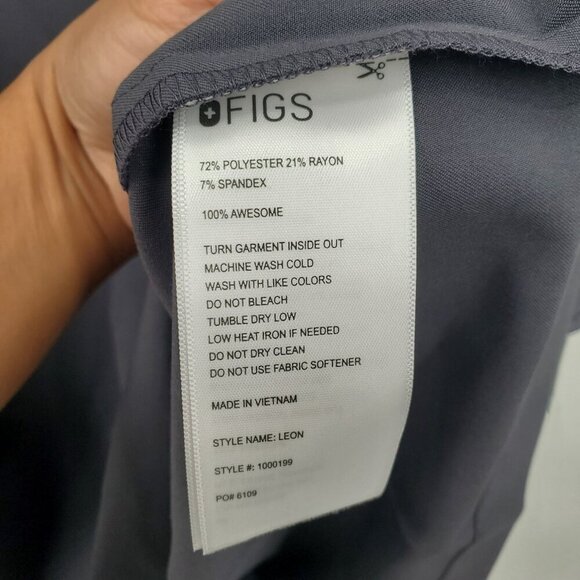 FIGS
72% POLYESTER 21% RAYON
7% SPANDEX
100% AWESOME
TURN GARMENT INSIDE OUT
MACHINE WASH COLD
WASH WITH LIKE COLORS
DO NOT BLEACH
TUMBLE DRY LOW
LOW HEAT IRON IF NEEDED
DO NOT DRY CLEAN
DO NOT USE FABRIC SOFTENER
MADE IN VIETNAM
STYLE NAME: LEON
STYLE #: 1000199
PO# 6109